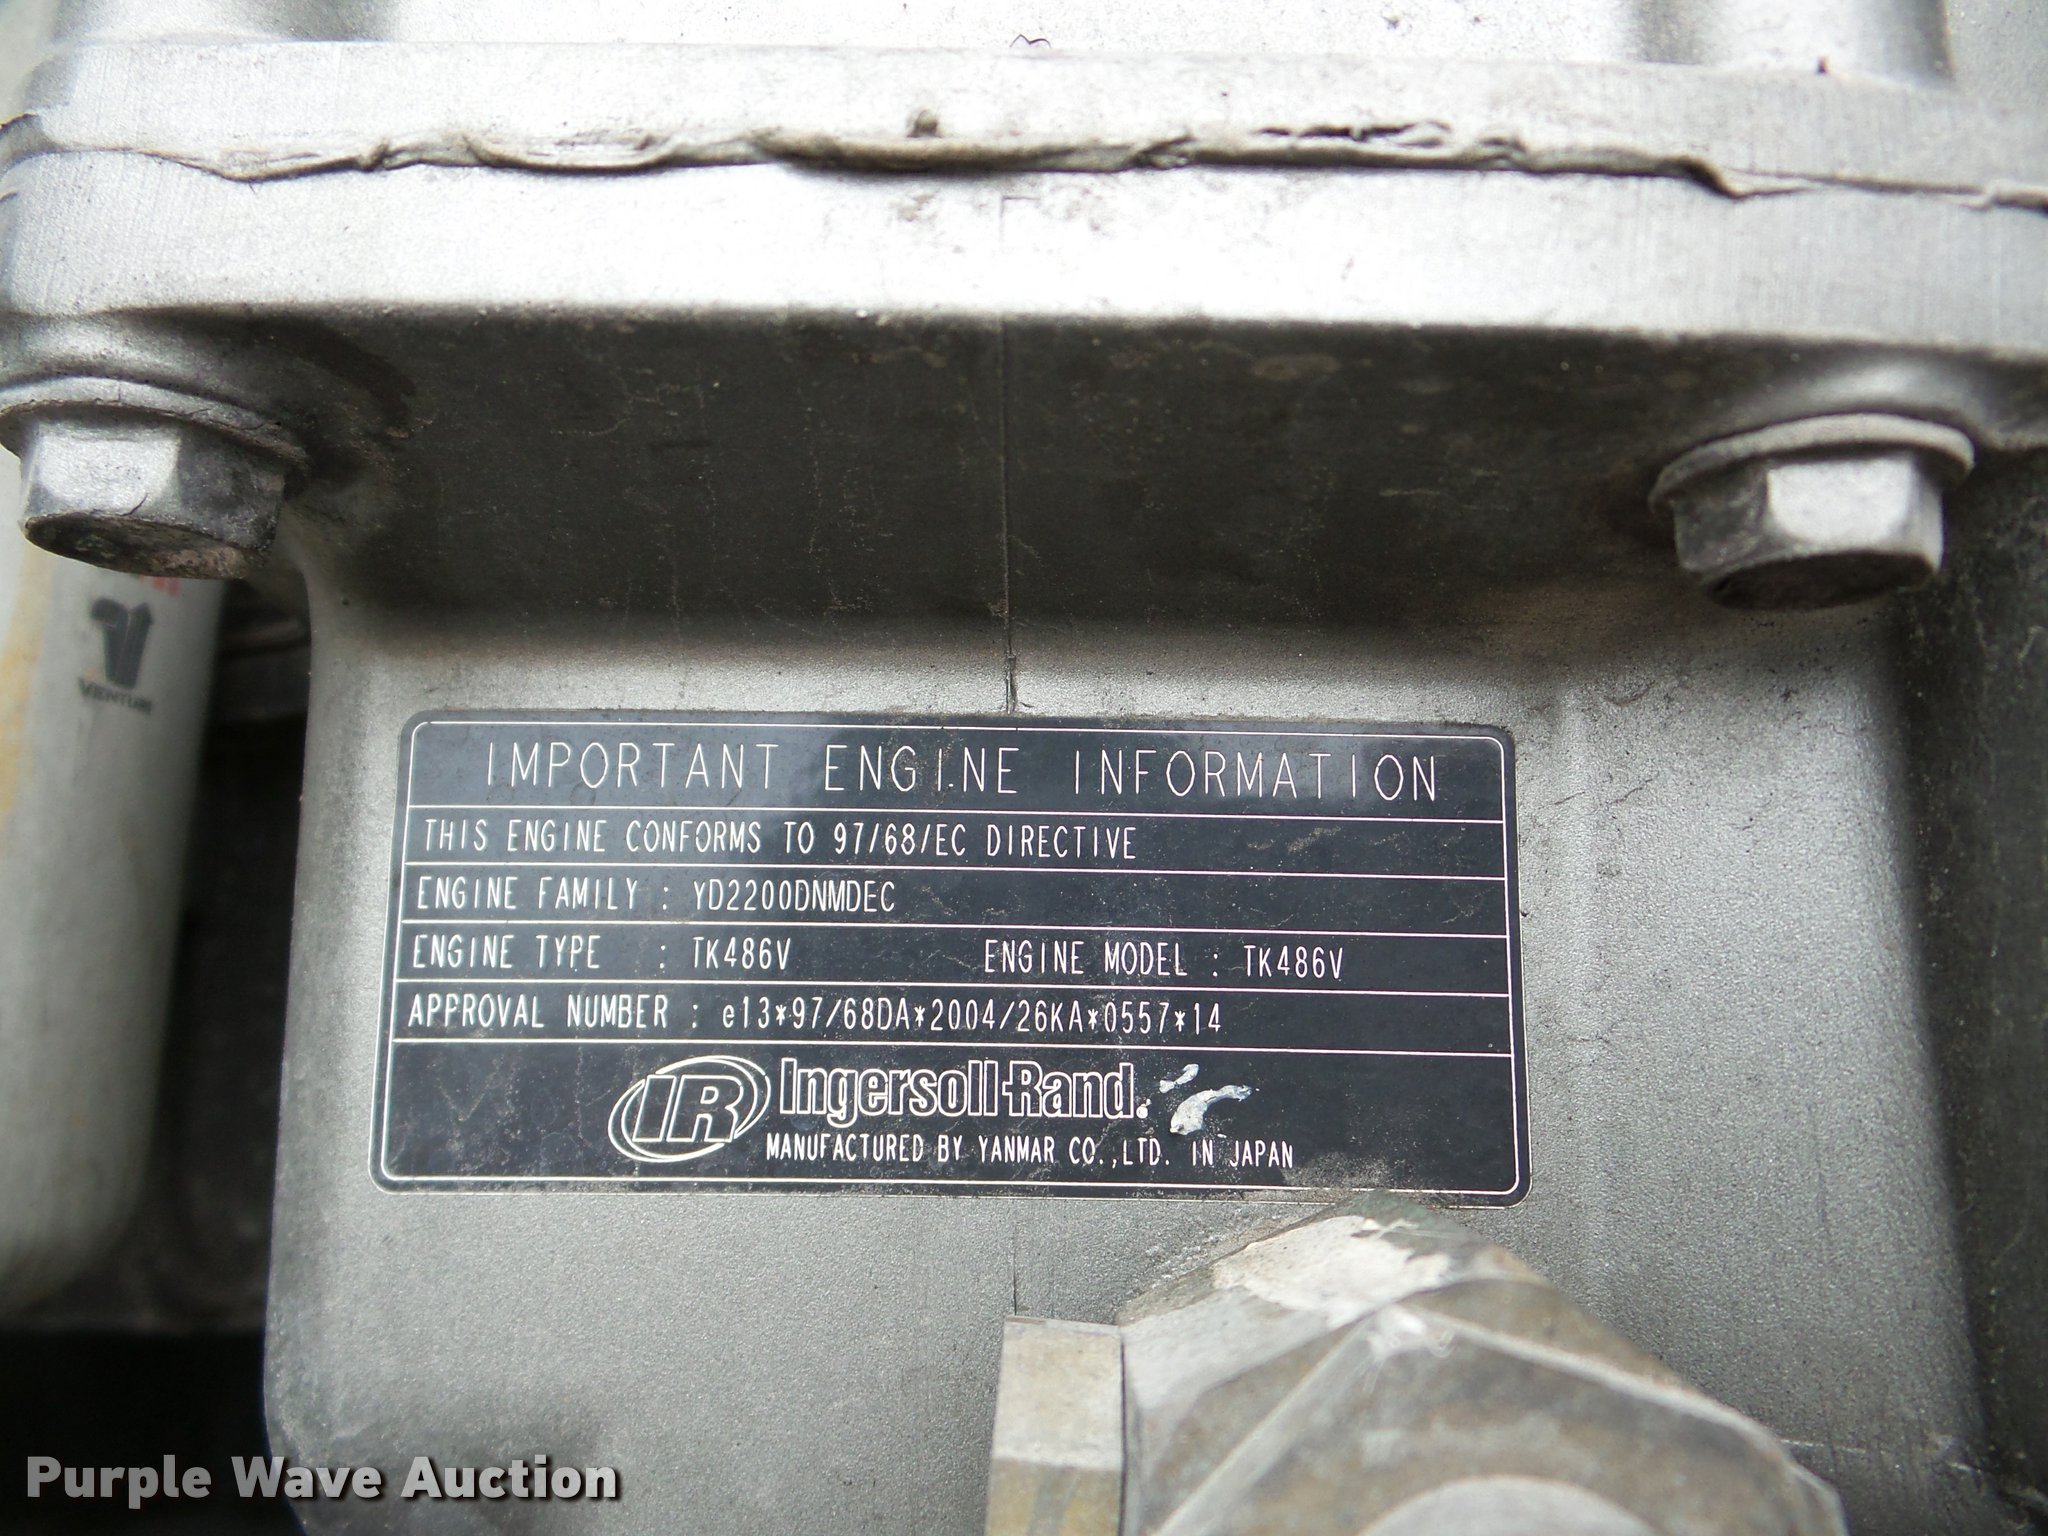 VENTURI
IMPORTANT ENGINE INFORMATION
THIS ENGINE CONFORMS TO 97/68/EC DIRECTIVE
ENGINE FAMILY : YD2200DNMDEC
ENGINE TYPE : TK486V ENGINE MODEL : TK486V
APPROVAL NUMBER : e13*97/68DA*2004/26KA*0557*14
IR Ingersoll-Rand.
MANUFACTURED BY YANMAR CO.,LTD. IN JAPAN
Purple Wave Auction